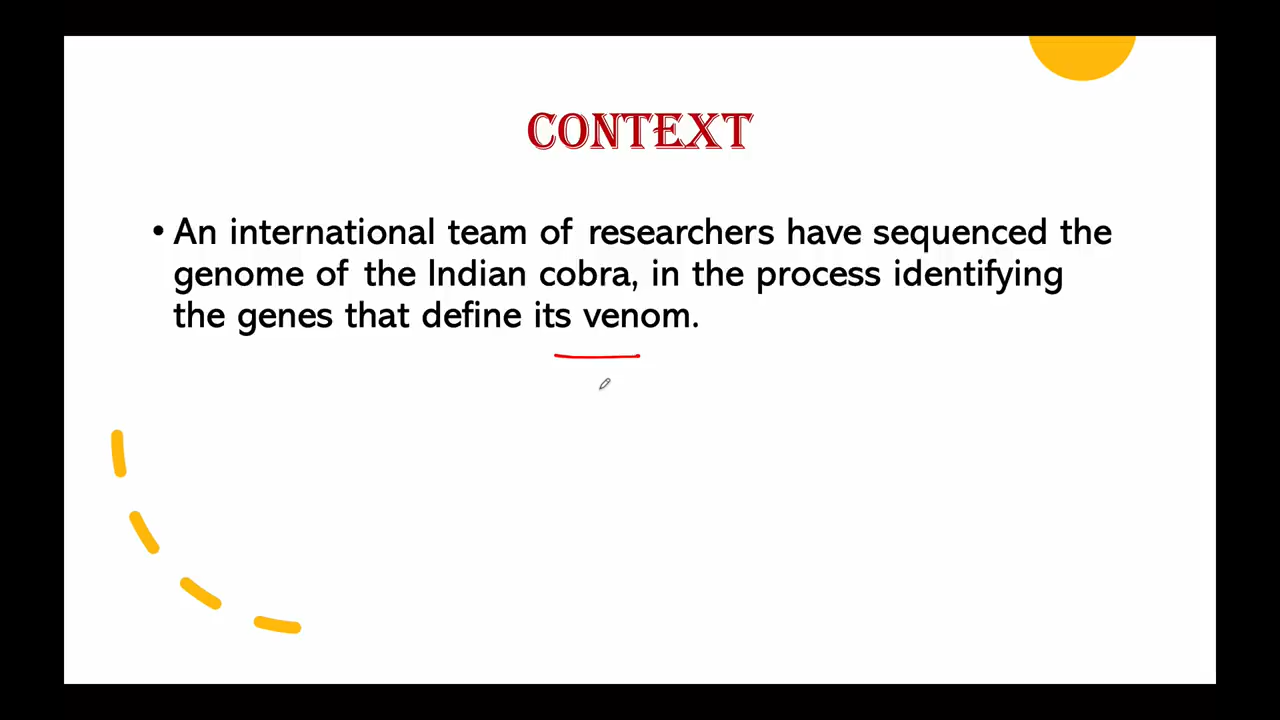 CONTEXT
• An international team of researchers have sequenced the
genome of the Indian cobra, in the process identifying
the genes that define its venom.